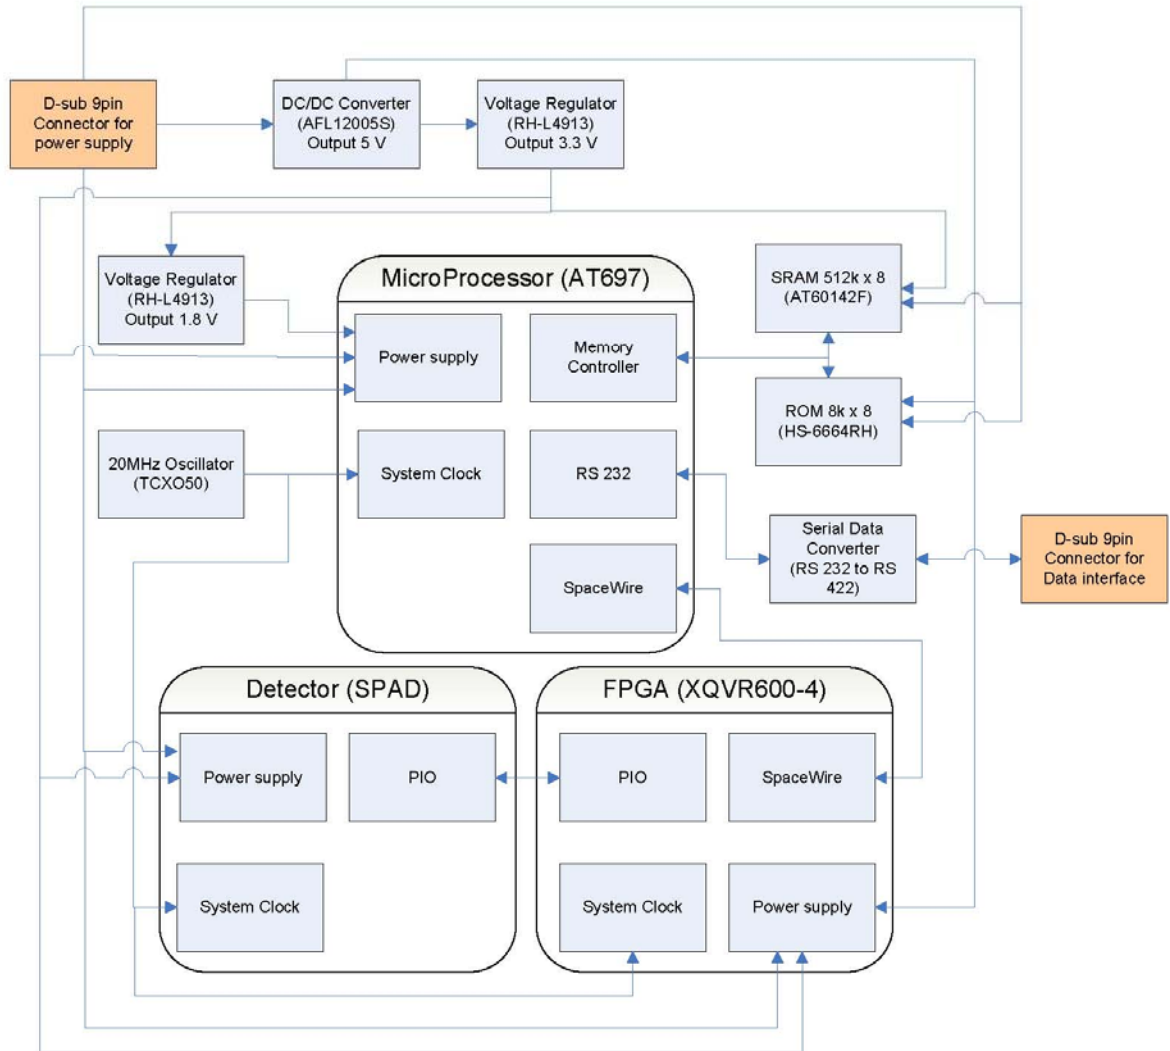 D-sub 9pin
Connector for
power supply
DC/DC Converter
(AFL12005S)
Output 5 V
Voltage Regulator
(RH-L4913)
Output 3.3 V
Voltage Regulator
(RH-L4913)
Output 1.8 V
MicroProcessor (AT697)
Power supply
Memory
Controller
SRAM 512k x 8
(AT60142F)
ROM 8k x 8
(HS-6664RH)
20MHz Oscillator
(TCXO50)
System Clock
RS 232
Serial Data
Converter
(RS 232 to RS
422)
D-sub 9pin
Connector for
Data interface
SpaceWire
Detector (SPAD)
Power supply
PIO
System Clock
FPGA (XQVR600-4)
PIO
SpaceWire
System Clock
Power supply